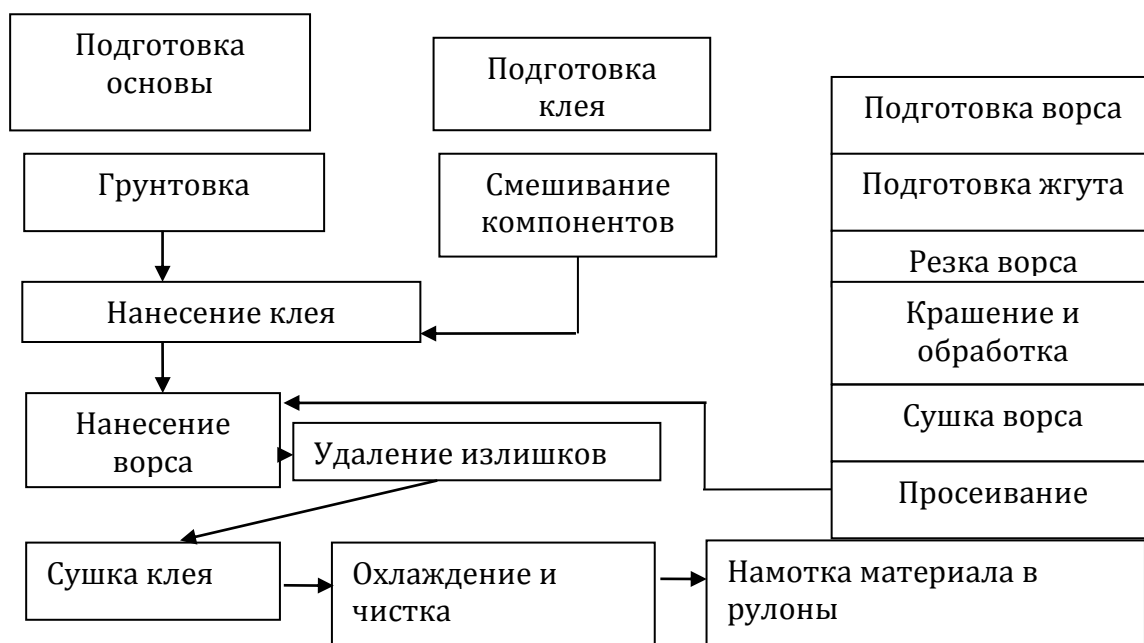 Подготовка
основы
Подготовка
клея
Подготовка ворса
Грунтовка
Смешивание
компонентов
Подготовка жгута
Резка ворса
Нанесение клея
Крашение и
обработка
Нанесение
ворса
Удаление излишков
Сушка ворса
Просеивание
Сушка клея
Охлаждение и
чистка
Намотка материала в
рулоны